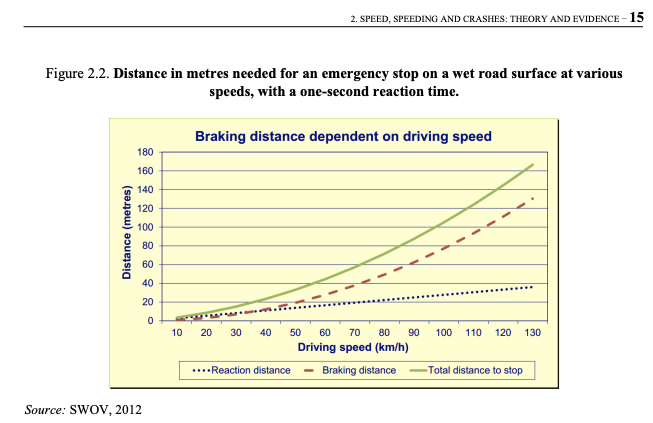 2. SPEED, SPEEDING AND CRASHES: THEORY AND EVIDENCE – 15
Figure 2.2. Distance in metres needed for an emergency stop on a wet road surface at various
speeds, with a one-second reaction time.
Braking distance dependent on driving speed
180
160
140
120
100
80
60
40
20
0
Distance (metres)
10 20 30 40 50 60 70 80 90 100 110 120 130
Driving speed (km/h)
Reaction distance Braking distance Total distance to stop
Source: SWOV, 2012